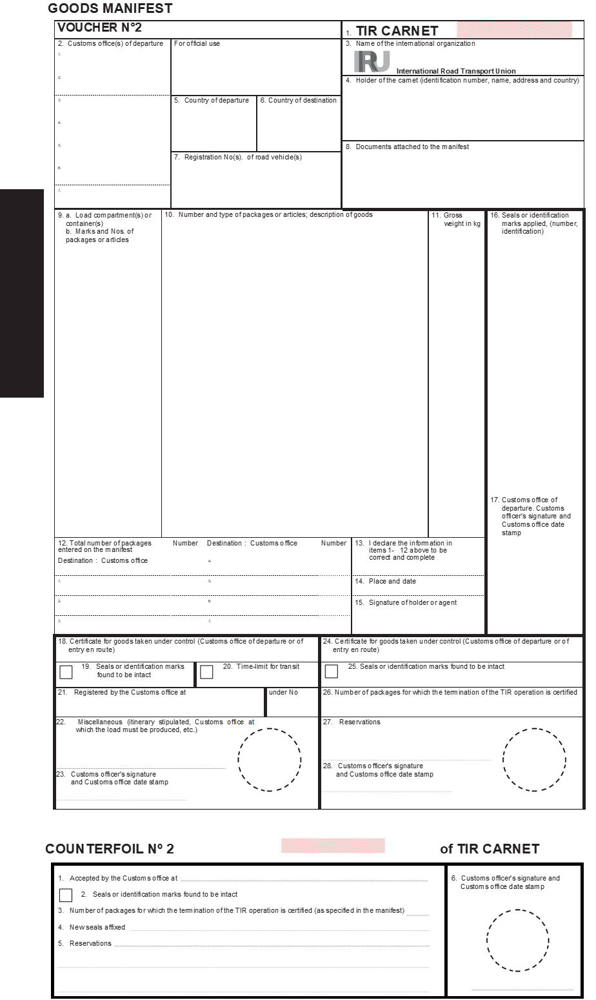 GOODS MANIFEST
VOUCHER N°2
1. TIR CARNET
2. Customs office(s) of departure
1.
2.
3.
4.
5.
6.
7.
For official use
3. Name of the international organization
IRU
International Road Transport Union
4. Holder of the carnet (identification number, name, address and country)
5. Country of departure
6. Country of destination
7. Registration No(s). of road vehicle(s)
8. Documents attached to the manifest
9. a. Load compartment(s) or
container(s)
b. Marks and Nos. of
packages or articles
10. Number and type of packages or articles; description of goods
11. Gross
weight in kg
16. Seals or identification
marks applied, (number,
identification)
17. Customs office of
departure. Customs
officer's signature and
Customs office date
stamp
12. Total number of packages
entered on the manifest
Destination : Customs office
Number
Destination : Customs office
Number
1.
2.
3.
4.
5.
6.
7.
13. I declare the information in
items 1- 12 above to be
correct and complete
14. Place and date
15. Signature of holder or agent
18. Certificate for goods taken under control (Customs office of departure or of
entry en route)
19. Seals or identification marks
found to be intact
20. Time-limit for transit
21. Registered by the Customs office at
under No
22. Miscellaneous (itinerary stipulated, Customs office at
which the load must be produced, etc.)
23. Customs officer's signature
and Customs office date stamp
24. Certificate for goods taken under control (Customs office of departure or of
entry en route)
25. Seals or identification marks found to be intact
26. Number of packages for which the termination of the TIR operation is certified
27. Reservations
28. Customs officer's signature
and Customs office date stamp
COUNTERFOIL Nº 2
of TIR CARNET
1. Accepted by the Customs office at
2. Seals or identification marks found to be intact
3. Number of packages for which the termination of the TIR operation is certified (as specified in the manifest)
4. New seals affixed
5. Reservations
6. Customs officer's signature and
Customs office date stamp